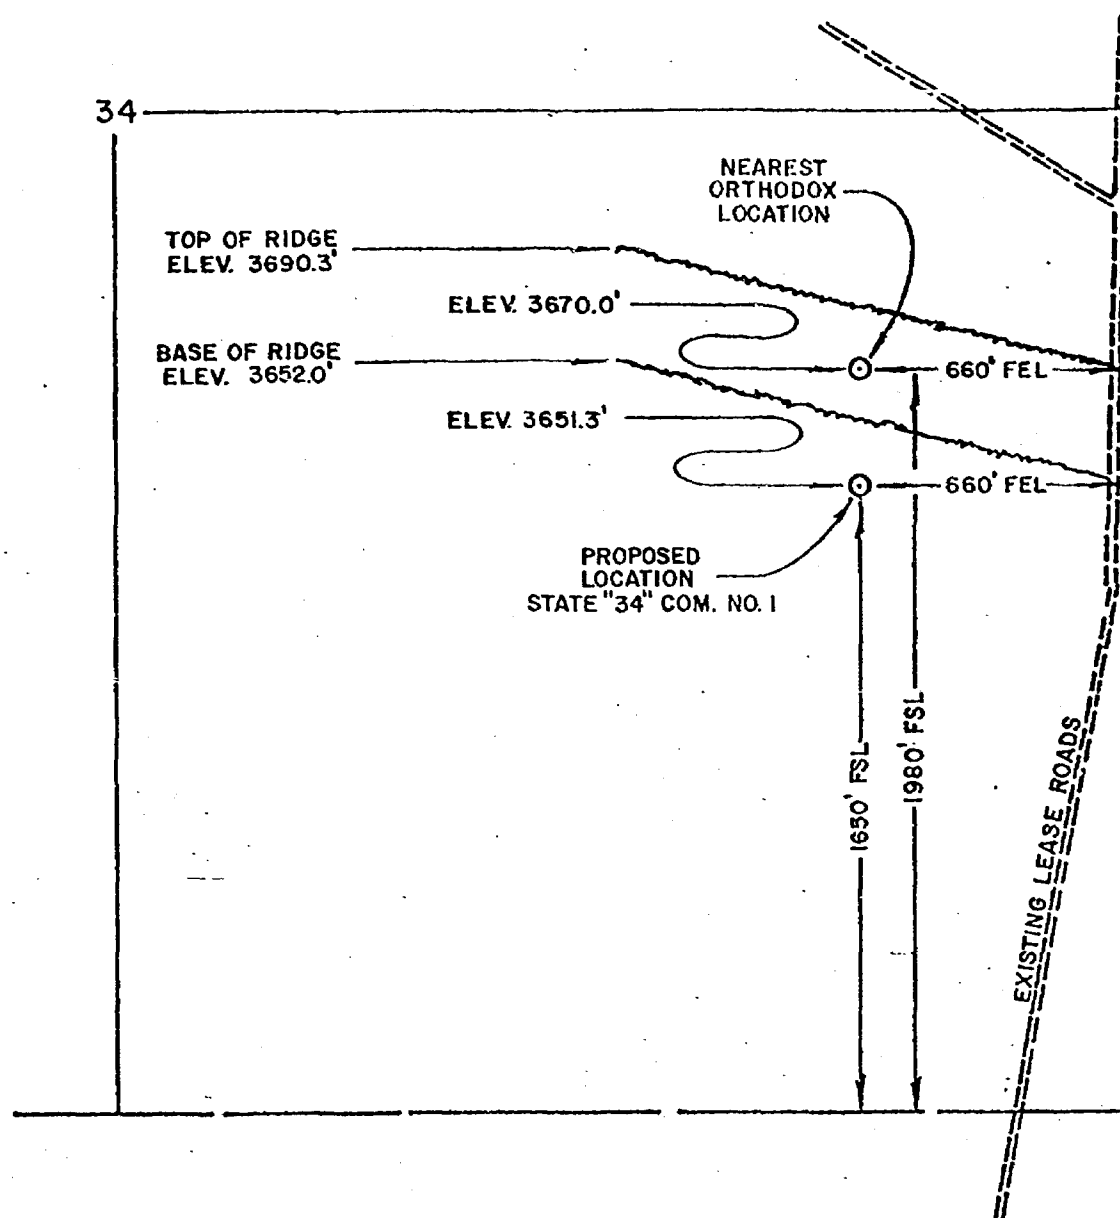 34
NEAREST
ORTHODOX
LOCATION
TOP OF RIDGE
ELEV. 3690.3'
ELEV. 3670.0'
BASE OF RIDGE
ELEV. 3652.0'
660' FEL
ELEV. 3651.3'
660' FEL
PROPOSED
LOCATION
STATE "34" COM. NO. 1
1650' FSL
1980' FSL
EXISTING LEASE ROADS